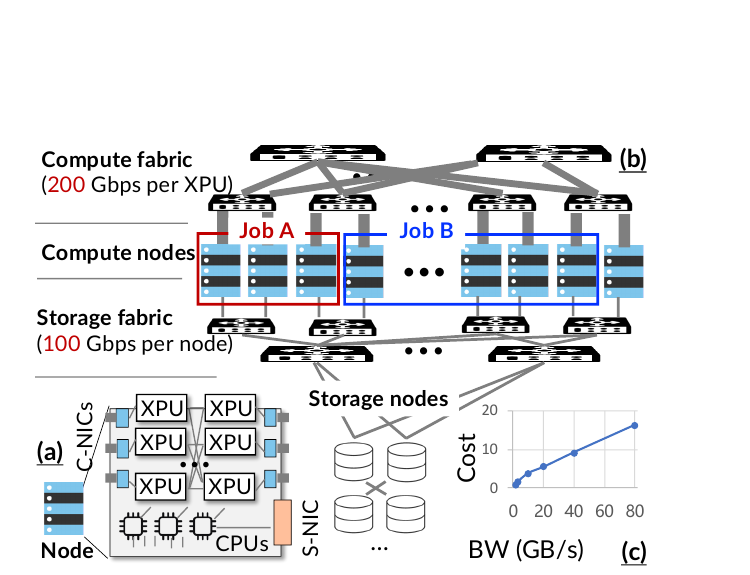 Compute fabric
(200 Gbps per XPU)
(b)
Job A
Job B
Compute nodes
Storage fabric
(100 Gbps per node)
Storage nodes
(a)
C-NICs
XPU XPU
XPU XPU
XPU XPU
CPUs
S-NIC
Node
...
Cost
20
10
0
0 20 40 60 80
BW (GB/s)
(c)